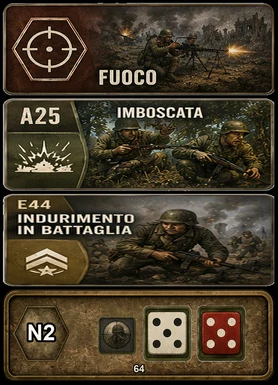 FUOCO
A25
IMBOSCATA
E44
INDURIMENTO
IN BATTAGLIA
N2
64